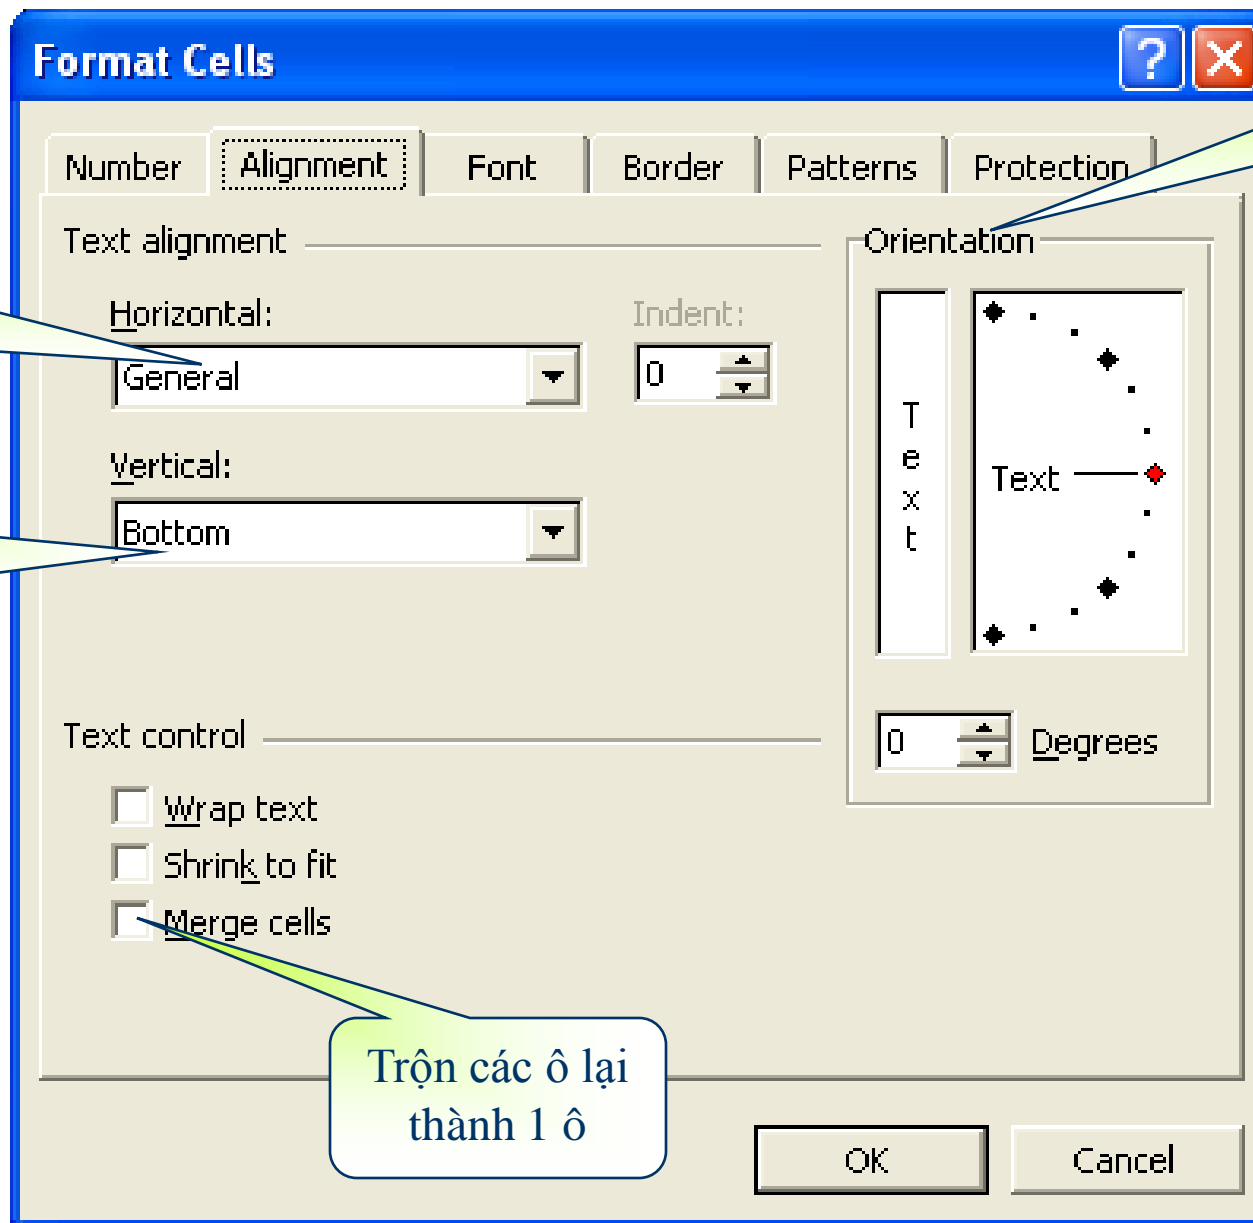 Format Cells
Number Alignment Font Border Patterns Protection
Text alignment
Orientation
Horizontal:
Indent:
General
0
Vertical:
Bottom
T
e
x
t
Text
Text control
0 Degrees
Wrap text
Shrink to fit
Merge cells
Trộn các ô lại
thành 1 ô
OK Cancel